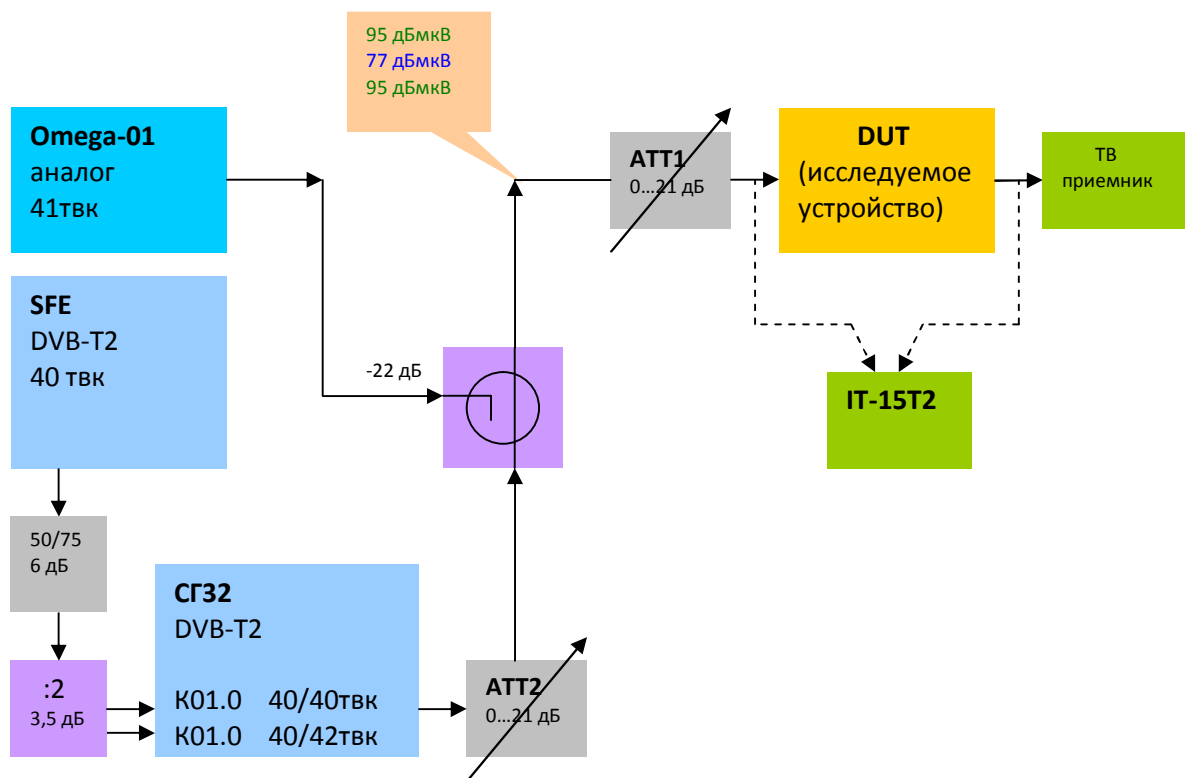 95 дБмкВ
77 дБмкВ
95 дБмкВ
Omega-01
аналог
41твк
АТТ1
0...21 дБ
DUT
(исследуемое
устройство)
ТВ
приемник
SFE
DVB-T2
40 твк
-22 дБ
IT-15T2
50/75
6 дБ
СГ32
DVB-T2
К01.0 40/40твк
К01.0 40/42твк
:2
3,5 дБ
АТТ2
0...21 дБ